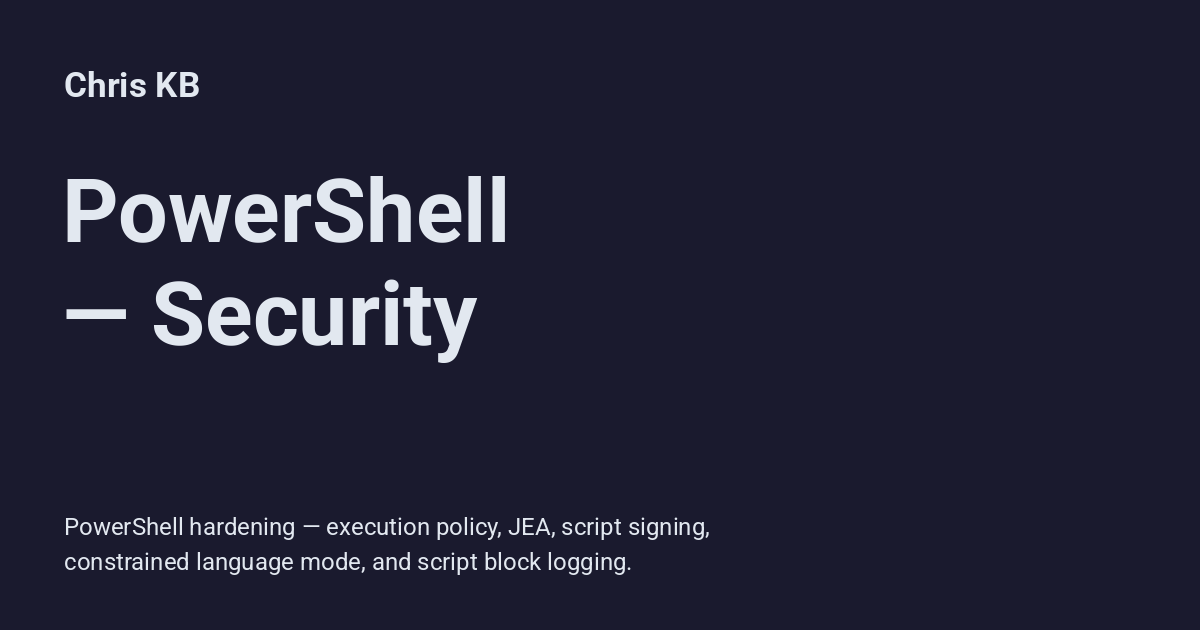 Chris KB
PowerShell
— Security
PowerShell hardening — execution policy, JEA, script signing,
constrained language mode, and script block logging.